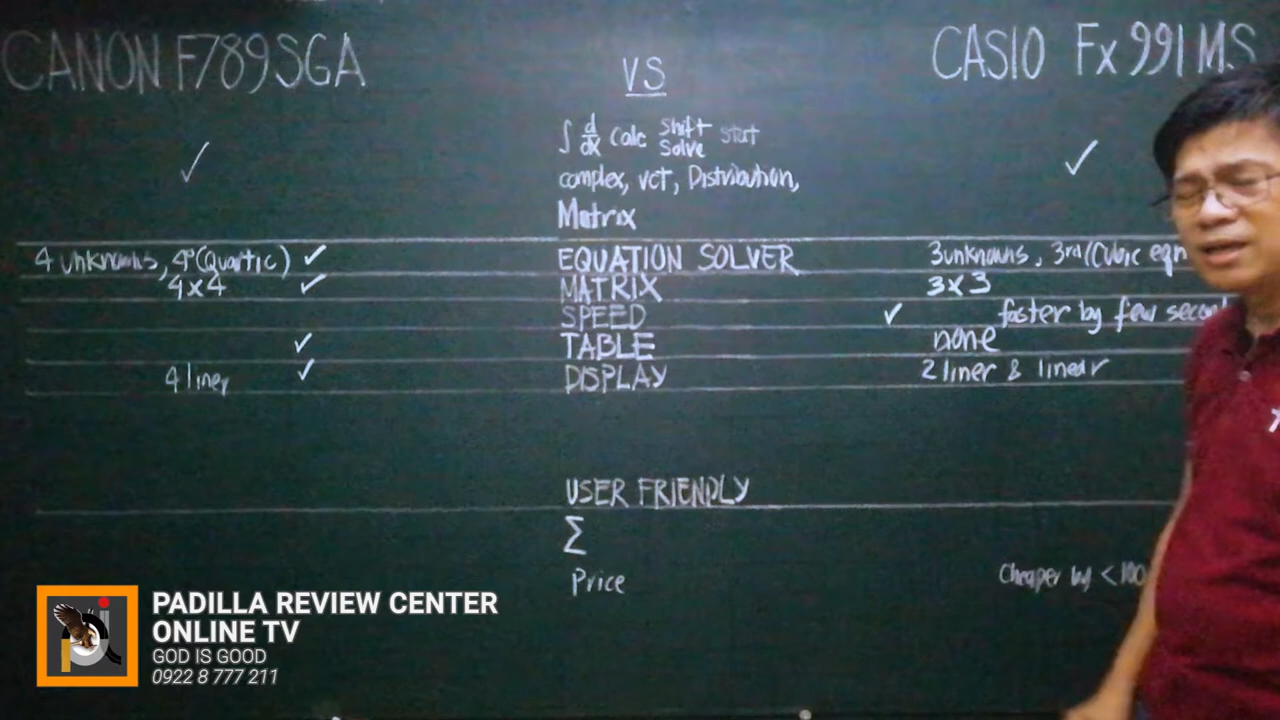 CANON F789SGA VS CASIO Fx 991 MS
✓ ∫ d/dx Calc Shift Solve stat ✓
complex, vct, Distribution,
Matrix
4 unknowns, 4°(Quartic) ✓ EQUATION SOLVER 3unknowns, 3rd (Cubic eqn
4x4 ✓ MATRIX 3x3
SPEED ✓ faster by few second
✓ TABLE none
4 liner ✓ DISPLAY 2 liner & linear
USER FRIENDLY
Σ
Price Cheaper by < 100
PADILLA REVIEW CENTER
ONLINE TV
GOD IS GOOD
0922 8 777 211